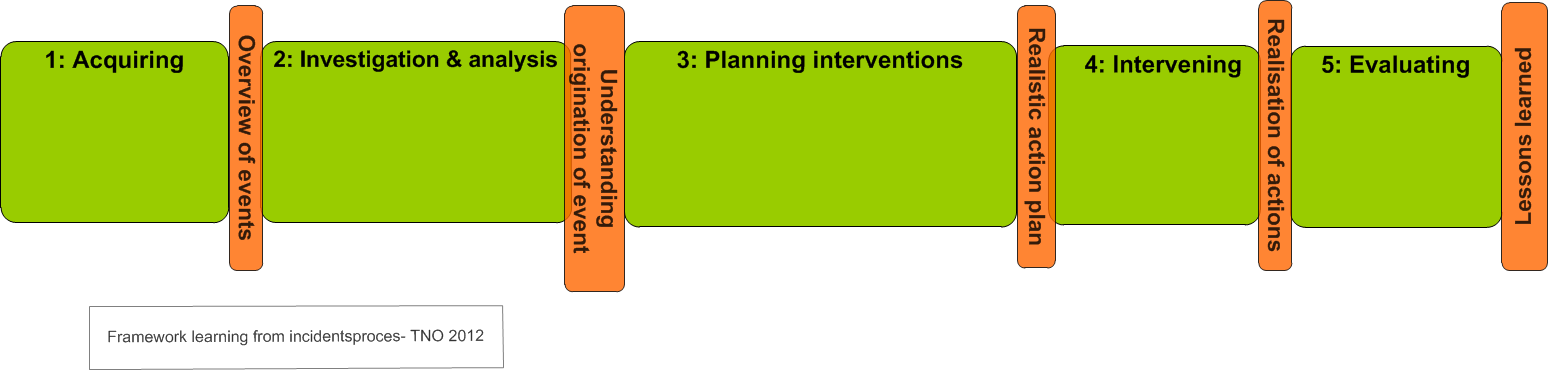 1: Acquiring
Overview of events
2: Investigation & analysis
Understanding
origination of event
3: Planning interventions
Realistic action plan
4: Intervening
Realisation of actions
5: Evaluating
Lessons learned
Framework learning from incidentsproces- TNO 2012